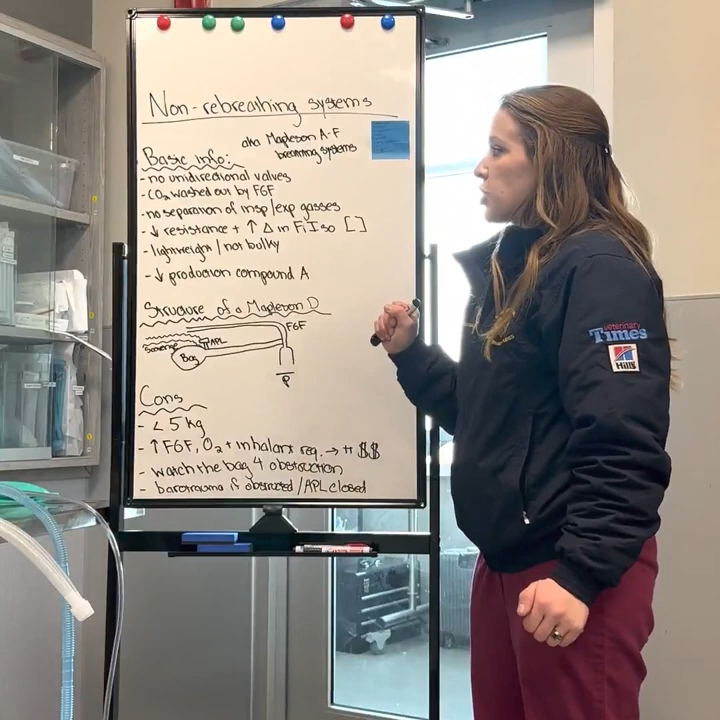 Non-rebreathing systems
aka Mapleson A-F
breathing systems
Basic info:
- no unidirectional valves
- CO₂ washed out by FGF
- no separation of insp/exp gasses
- ↓ resistance + ↑ Δ in FiIso []
- lightweight / not bulky
- ↓ production compound A
Structure of a Mapleson D
FGF
Scavenge
APL
Bag
P
Cons
- < 5 kg
- ↑ FGF, O₂ + inhalant req. → ↑↑ $$
- watch the bag 4 obstruction
- barotrauma if obstructed / APL closed
veterinary
Times
Hill's